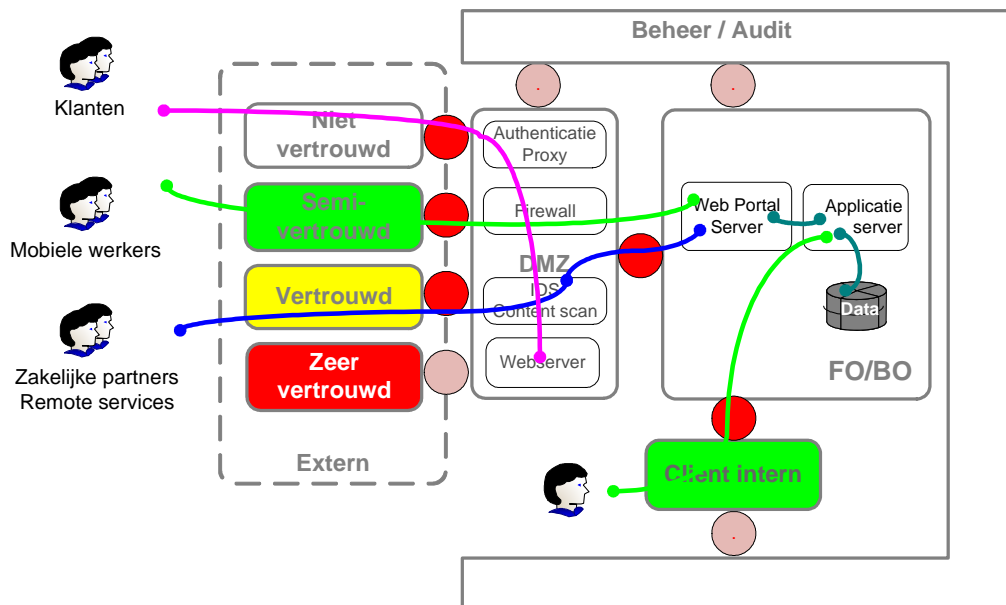 Beheer / Audit
Klanten
Niet
vertrouwd
Authenticatie
Proxy
Mobiele werkers
Semi-
vertrouwd
Firewall
Web Portal
Server
Applicatie
server
DMZ
Vertrouwd
IDS
Content scan
Data
Zakelijke partners
Remote services
Zeer
vertrouwd
Webserver
FO/BO
Extern
Client intern